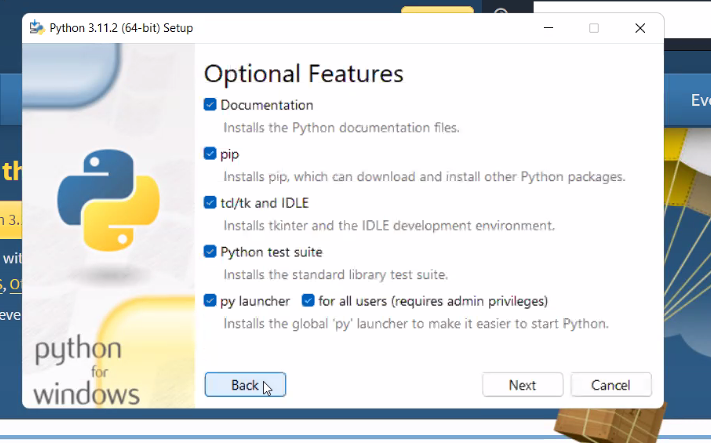 Python 3.11.2 (64-bit) Setup
Optional Features
Documentation
Installs the Python documentation files.
pip
Installs pip, which can download and install other Python packages.
tcl/tk and IDLE
Installs tkinter and the IDLE development environment.
Python test suite
Installs the standard library test suite.
py launcher for all users (requires admin privileges)
Installs the global 'py' launcher to make it easier to start Python.
python
for
windows
Back Next Cancel